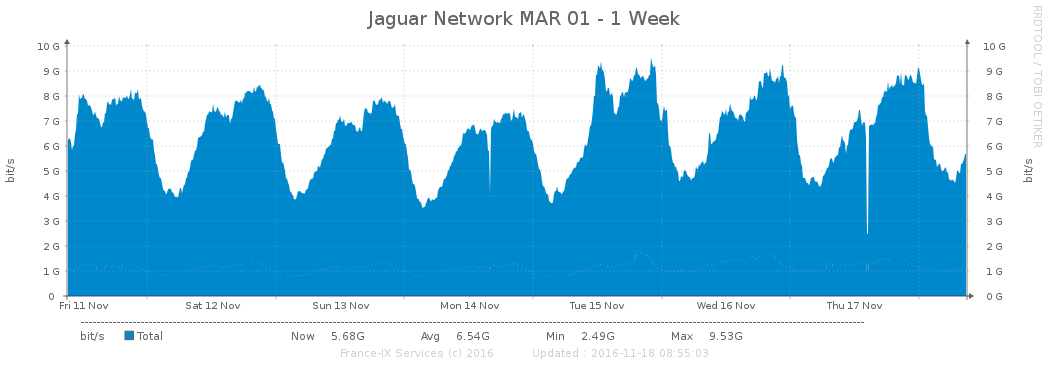 Jaguar Network MAR 01 - 1 Week
RRDTOOL / TOBI OETIKER
bit/s
10 G 10 G
9 G 9 G
8 G 8 G
7 G 7 G
6 G 6 G
5 G 5 G
4 G 4 G
3 G 3 G
2 G 2 G
1 G 1 G
0 0 G
bit/s
Fri 11 Nov Sat 12 Nov Sun 13 Nov Mon 14 Nov Tue 15 Nov Wed 16 Nov Thu 17 Nov
bit/s Total Now 5.68G Avg 6.54G Min 2.49G Max 9.53G
France-IX Services (c) 2016 Updated : 2016-11-18 08:55:03